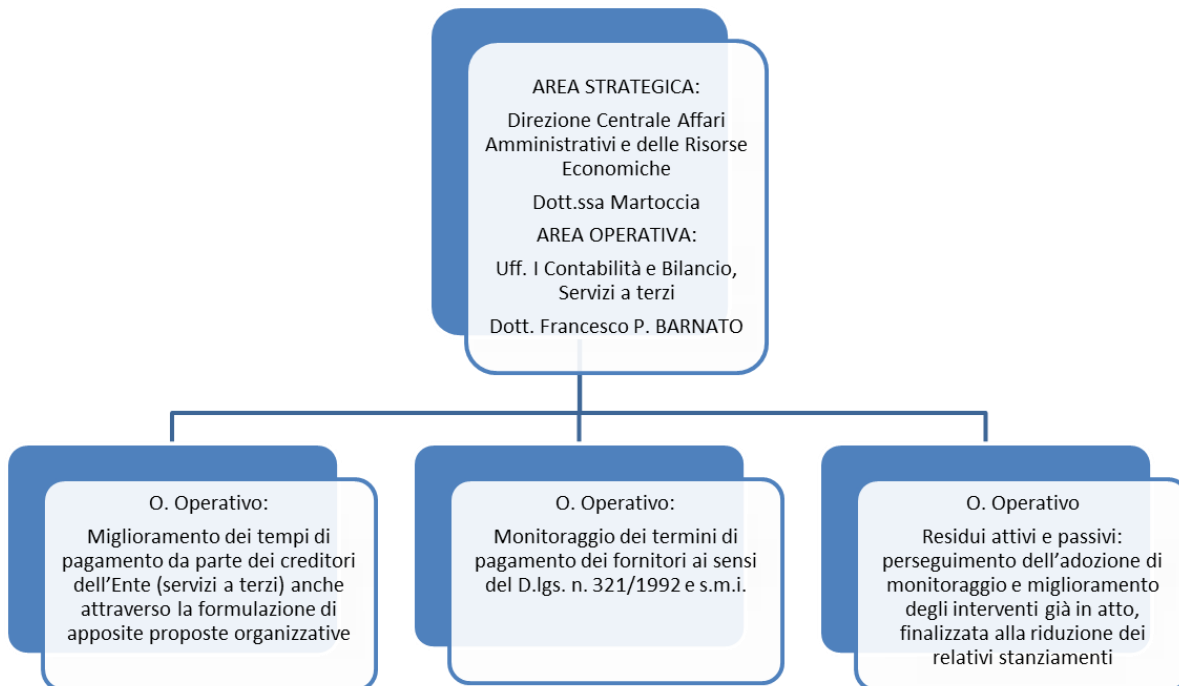 AREA STRATEGICA:
Direzione Centrale Affari
Amministrativi e delle Risorse
Economiche
Dott.ssa Martoccia
AREA OPERATIVA:
Uff. I Contabilità e Bilancio,
Servizi a terzi
Dott. Francesco P. BARNATO
O. Operativo:
Miglioramento dei tempi di
pagamento da parte dei creditori
dell’Ente (servizi a terzi) anche
attraverso la formulazione di
apposite proposte organizzative
O. Operativo:
Monitoraggio dei termini di
pagamento dei fornitori ai sensi
del D.lgs. n. 321/1992 e s.m.i.
O. Operativo
Residui attivi e passivi:
perseguimento dell’adozione di
monitoraggio e miglioramento
degli interventi già in atto,
finalizzata alla riduzione dei
relativi stanziamenti